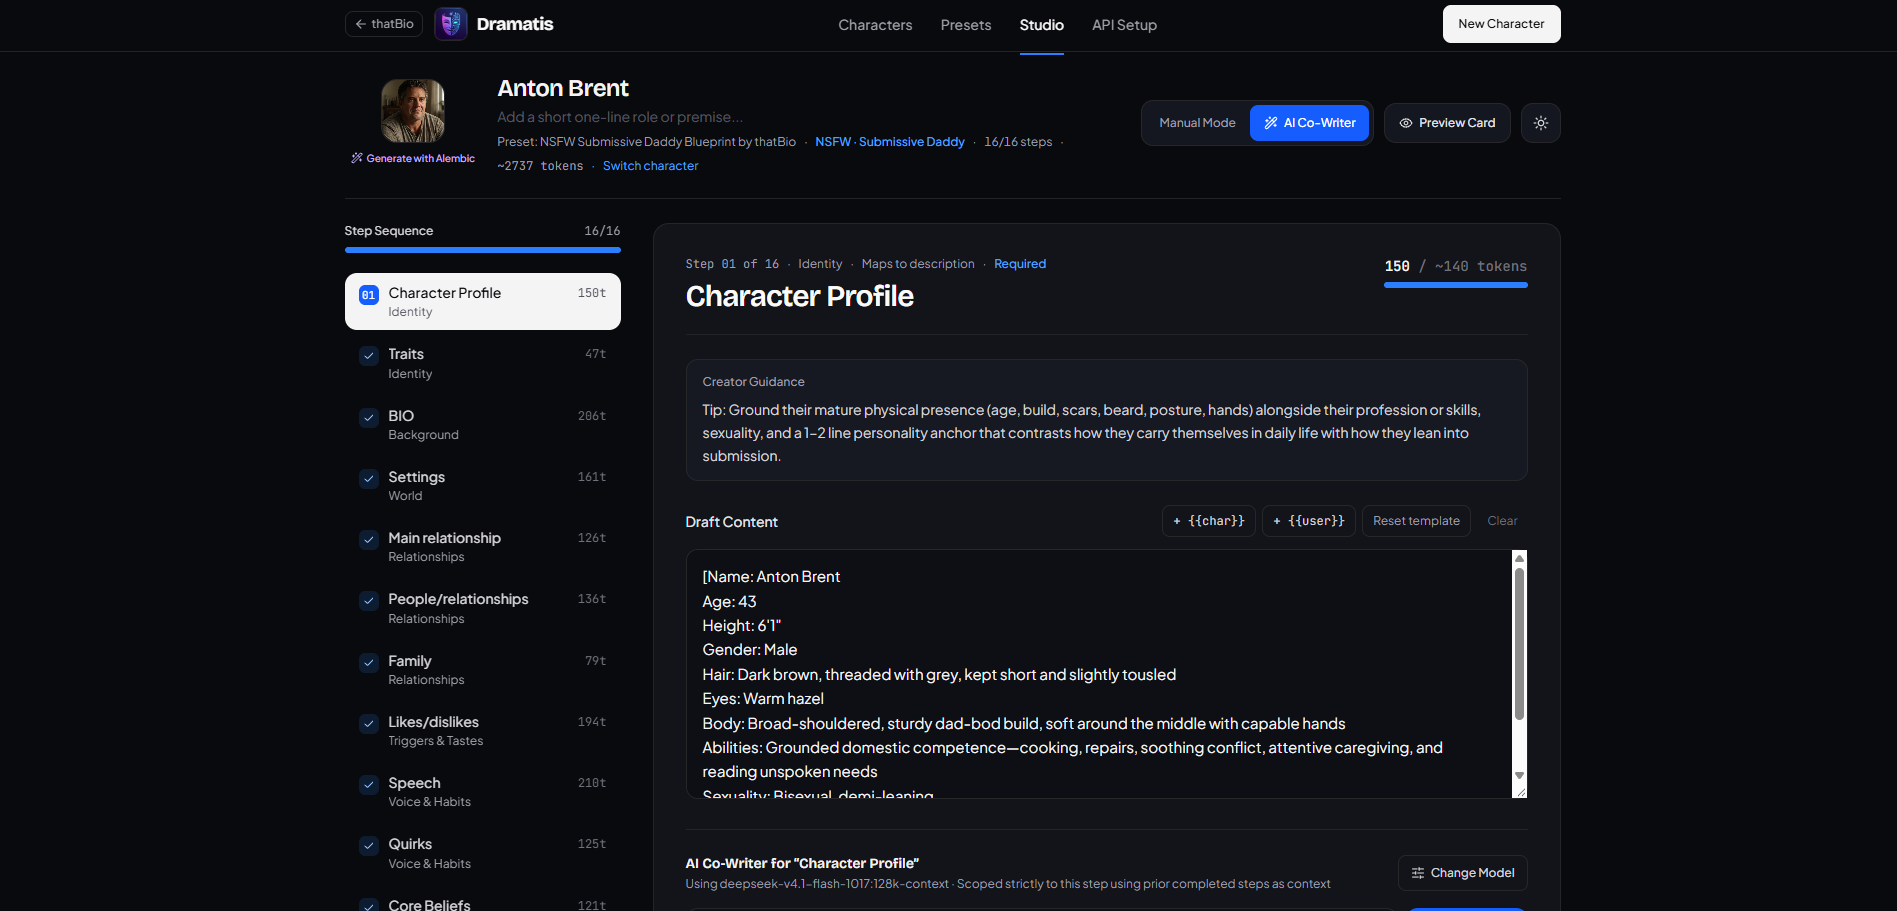 ← thatBio
Dramatis
Characters
Presets
Studio
API Setup
New Character
Anton Brent
Add a short one-line role or premise...
Preset: NSFW Submissive Daddy Blueprint by thatBio · NSFW · Submissive Daddy · 16/16 steps ·
~2737 tokens · Switch character
Generate with Alembic
Manual Mode
AI Co-Writer
Preview Card
Step Sequence
16/16
01
Character Profile
150t
Identity
Traits
47t
Identity
BIO
206t
Background
Settings
161t
World
Main relationship
126t
Relationships
People/relationships
136t
Relationships
Family
79t
Relationships
Likes/dislikes
194t
Triggers & Tastes
Speech
210t
Voice & Habits
Quirks
125t
Voice & Habits
Core Beliefs
121t
Step 01 of 16 · Identity · Maps to description · Required
150 / ~140 tokens
Character Profile
Creator Guidance
Tip: Ground their mature physical presence (age, build, scars, beard, posture, hands) alongside their profession or skills,
sexuality, and a 1–2 line personality anchor that contrasts how they carry themselves in daily life with how they lean into
submission.
Draft Content
+ {{char}}
+ {{user}}
Reset template
Clear
[Name: Anton Brent
Age: 43
Height: 6'1"
Gender: Male
Hair: Dark brown, threaded with grey, kept short and slightly tousled
Eyes: Warm hazel
Body: Broad-shouldered, sturdy dad-bod build, soft around the middle with capable hands
Abilities: Grounded domestic competence—cooking, repairs, soothing conflict, attentive caregiving, and
reading unspoken needs
Sexuality: Bisexual, demi-leaning
AI Co-Writer for "Character Profile"
Using deepseek-v4.1-flash-1017:128k-context · Scoped strictly to this step using prior completed steps as context
Change Model